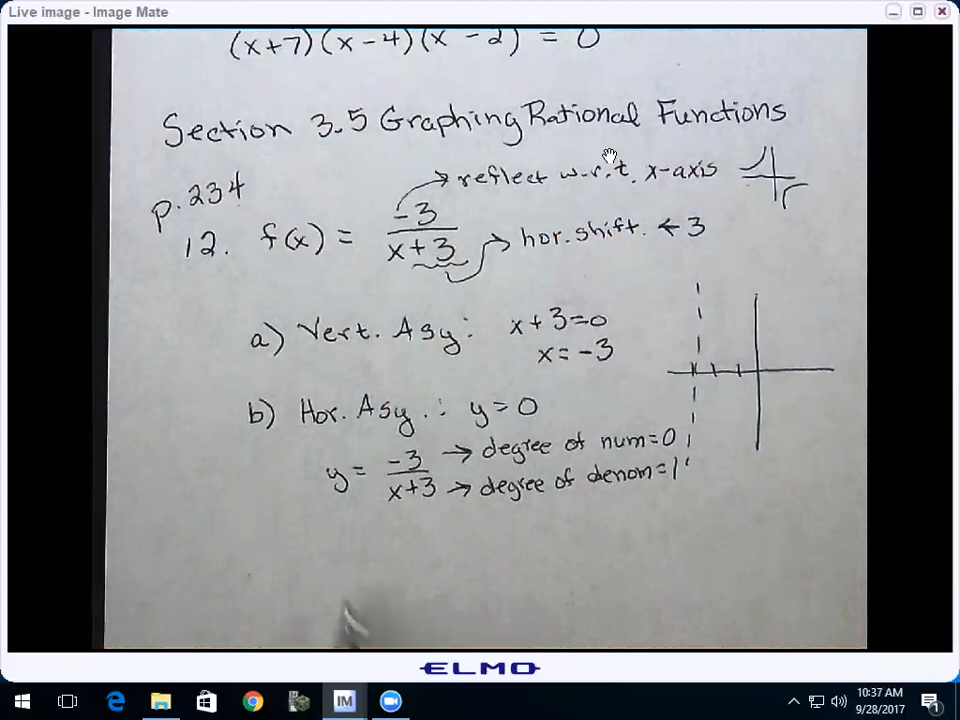 Live image - Image Mate
(x+7)(x-4)(x-2) = 0
Section 3.5 Graphing Rational Functions
p.234
→ reflect w.r.t. x-axis
12. f(x) = -3/(x+3) → hor. shift. ← 3
a) Vert. Asy: x+3=0
x=-3
b) Hor. Asy.: y=0
y = -3/(x+3) → degree of num=0
→ degree of denom=1
ELMO
IM
10:37 AM
9/28/2017
1